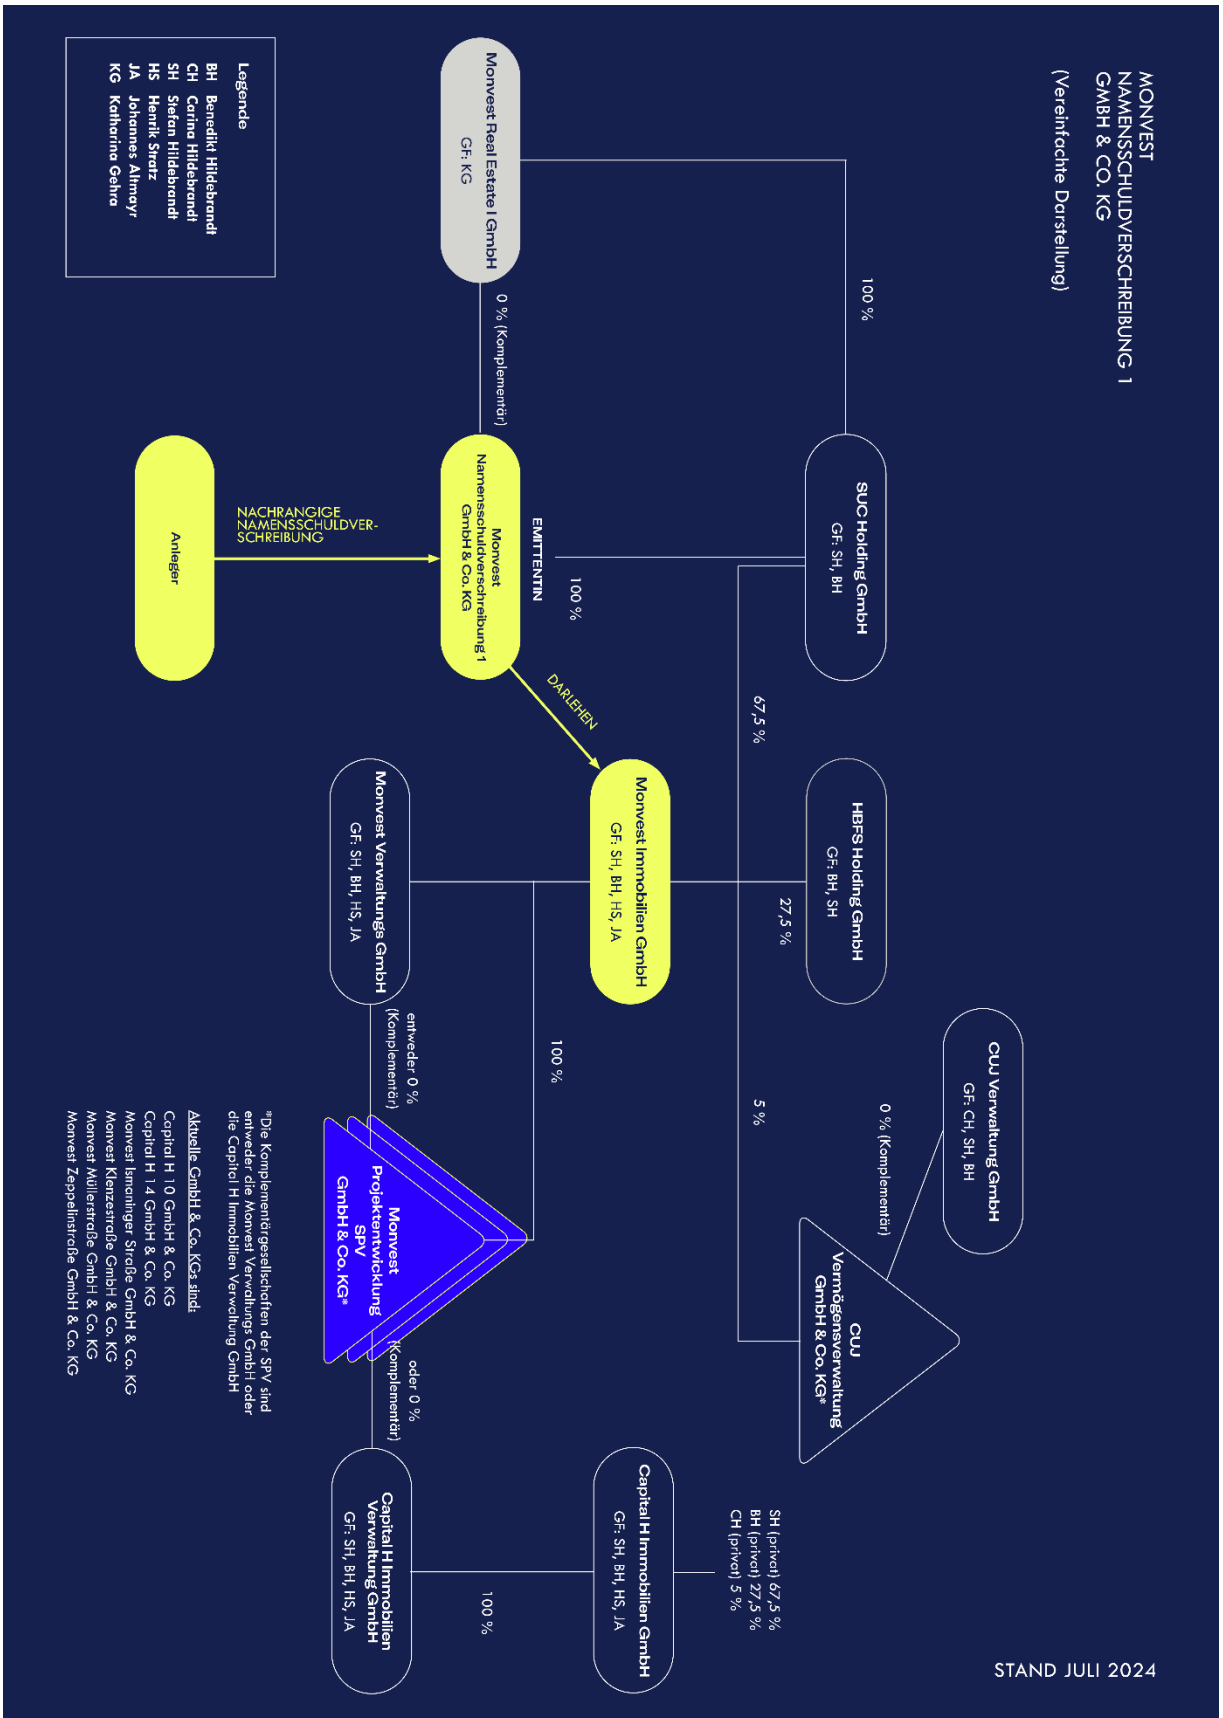 MONVEST
NAMENSSCHULDVERSCHREIBUNG 1
GMBH & CO. KG
(Vereinfachte Darstellung)
STAND JULI 2024
SUC Holding GmbH
GF: SH, BH
HBFS Holding GmbH
GF: BH, SH
CUJ Verwaltung GmbH
GF: CH, SH, BH
0 % (Komplementär)
CUJ
Vermögensverwaltung
GmbH & Co. KG*
SH (privat) 67,5 %
BH (privat) 27,5 %
CH (privat) 5 %
100 %
67,5 %
27,5 %
5 %
100 %
Monvest Real Estate I GmbH
GF: KG
0 % (Komplementär)
EMITTENTIN
Monvest
Namensschuldverschreibung 1
GmbH & Co. KG
DARLEHEN
Monvest Immobilien GmbH
GF: SH, BH, HS, JA
100 %
Capital H Immobilien GmbH
GF: SH, BH, HS, JA
100 %
NACHRANGIGE
NAMENSSCHULDVER-
SCHREIBUNG
Anleger
Monvest Verwaltungs GmbH
GF: SH, BH, HS, JA
entweder 0 %
(Komplementär)
Monvest
Projektentwicklung
SPV
GmbH & Co. KG*
oder 0 %
(Komplementär)
Capital H Immobilien
Verwaltung GmbH
GF: SH, BH, HS, JA
Legende
BH Benedikt Hildebrandt
CH Carina Hildebrandt
SH Stefan Hildebrandt
HS Henrik Stratz
JA Johannes Altmayr
KG Katharina Gehra
*Die Komplementärgesellschaften der SPV sind
entweder die Monvest Verwaltungs GmbH oder
die Capital H Immobilien Verwaltung GmbH
Aktuelle GmbH & Co. KGs sind:
Capital H 10 GmbH & Co. KG
Capital H 14 GmbH & Co. KG
Monvest Ismaninger Straße GmbH & Co. KG
Monvest Klenzestraße GmbH & Co. KG
Monvest Müllerstraße GmbH & Co. KG
Monvest Zeppelinstraße GmbH & Co. KG